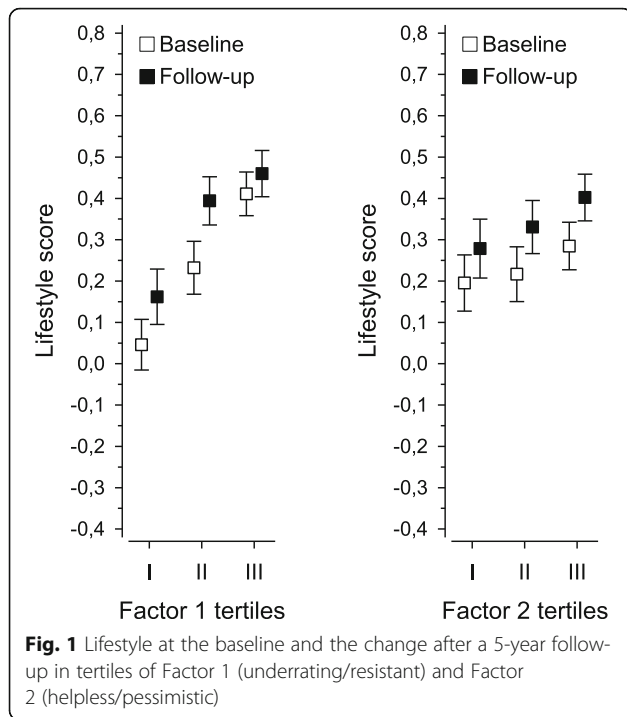 0,8
0,7
0,6
0,5
0,4
0,3
0,2
0,1
0,0
-0,1
-0,2
-0,3
-0,4
Lifestyle score
Baseline
Follow-up
I II III
Factor 1 tertiles
0,8
0,7
0,6
0,5
0,4
0,3
0,2
0,1
0,0
-0,1
-0,2
-0,3
-0,4
Lifestyle score
Baseline
Follow-up
I II III
Factor 2 tertiles
Fig. 1 Lifestyle at the baseline and the change after a 5-year follow-
up in tertiles of Factor 1 (underrating/resistant) and Factor
2 (helpless/pessimistic)